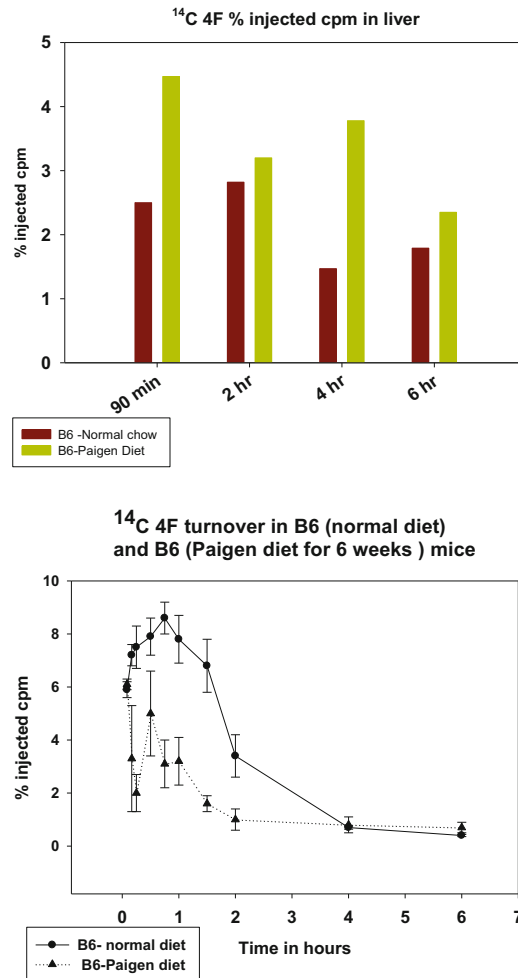 ¹⁴C 4F % injected cpm in liver
% injected cpm
5
4
3
2
1
0
90 min
2 hr
4 hr
6 hr
B6 -Normal chow
B6-Paigen Diet
¹⁴C 4F turnover in B6 (normal diet)
and B6 (Paigen diet for 6 weeks ) mice
% injected cpm
10
8
6
4
2
0
0 1 2 3 4 5 6 7
Time in hours
B6- normal diet
B6-Paigen diet